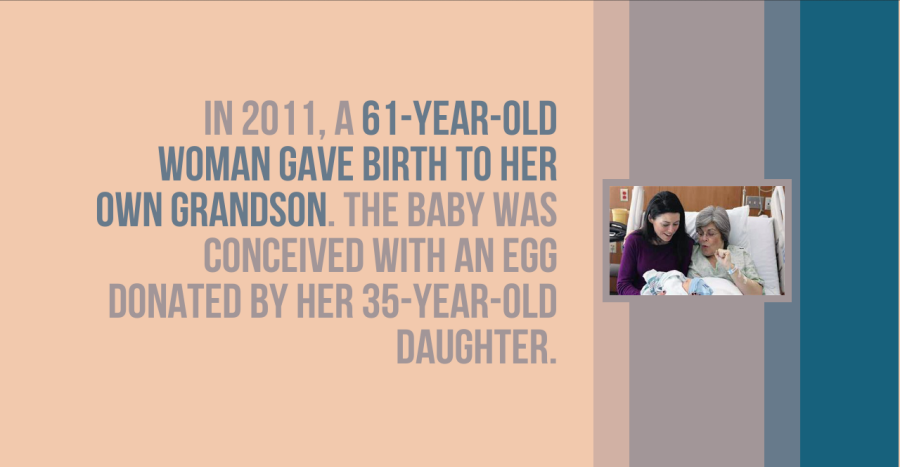 IN 2011, A 61-YEAR-OLD
WOMAN GAVE BIRTH TO HER
OWN GRANDSON. THE BABY WAS
CONCEIVED WITH AN EGG
DONATED BY HER 35-YEAR-OLD
DAUGHTER.